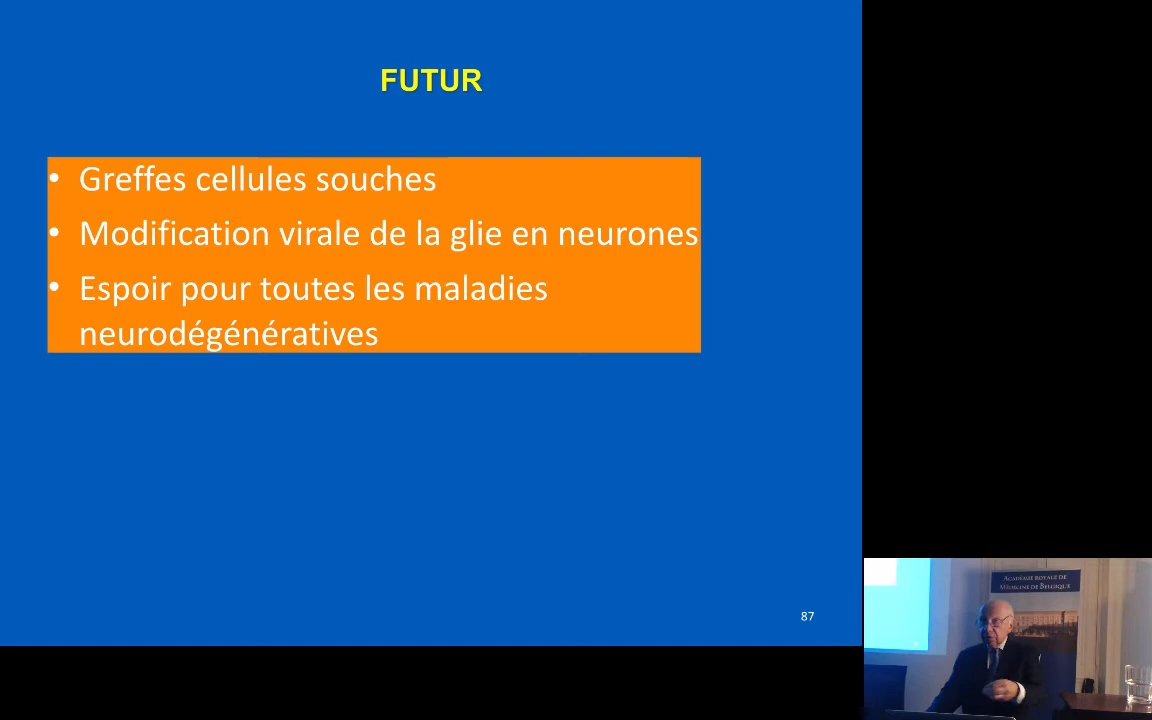 FUTUR
• Greffes cellules souches
• Modification virale de la glie en neurones
• Espoir pour toutes les maladies
neurodégénératives
87
ACADÉMIE ROYALE DE
MÉDECINE DE BELGIQUE